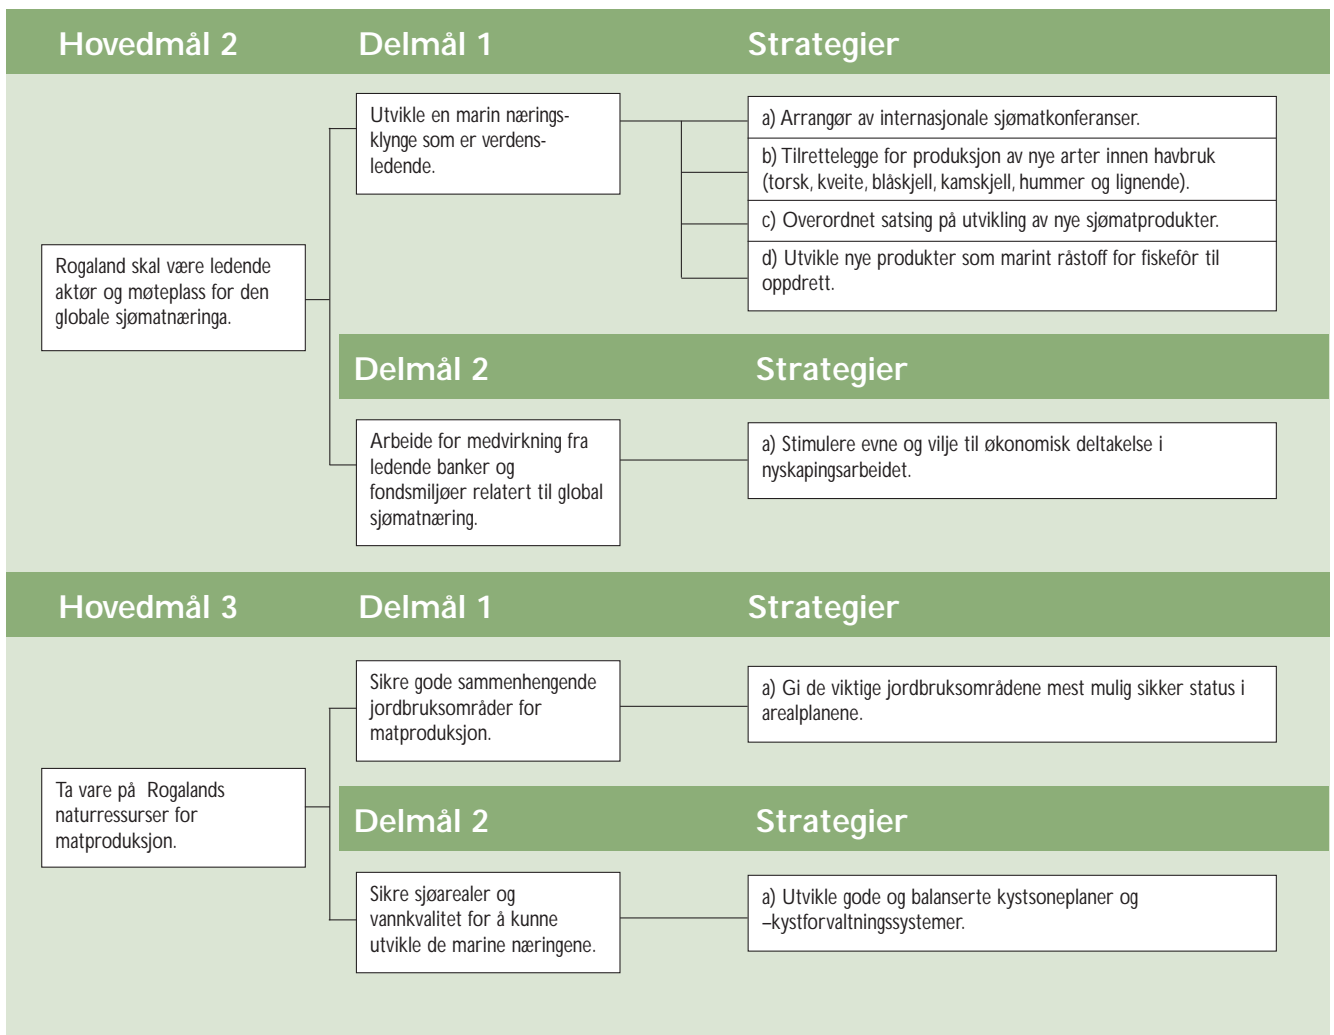 Hovedmål 2
Delmål 1
Strategier
Rogaland skal være ledende
aktør og møteplass for den
globale sjømatnæringa.
Utvikle en marin nærings-
klynge som er verdens-
ledende.
a) Arrangør av internasjonale sjømatkonferanser.
b) Tilrettelegge for produksjon av nye arter innen havbruk
(torsk, kveite, blåskjell, kamskjell, hummer og lignende).
c) Overordnet satsing på utvikling av nye sjømatprodukter.
d) Utvikle nye produkter som marint råstoff for fiskefôr til
oppdrett.
Delmål 2
Strategier
Arbeide for medvirkning fra
ledende banker og
fondsmiljøer relatert til global
sjømatnæring.
a) Stimulere evne og vilje til økonomisk deltakelse i
nyskapingsarbeidet.
Hovedmål 3
Delmål 1
Strategier
Ta vare på  Rogalands
naturressurser for
matproduksjon.
Sikre gode sammenhengende
jordbruksområder for
matproduksjon.
a) Gi de viktige jordbruksområdene mest mulig sikker status i
arealplanene.
Delmål 2
Strategier
Sikre sjøarealer og
vannkvalitet for å kunne
utvikle de marine næringene.
a) Utvikle gode og balanserte kystsoneplaner og
–kystforvaltningssystemer.